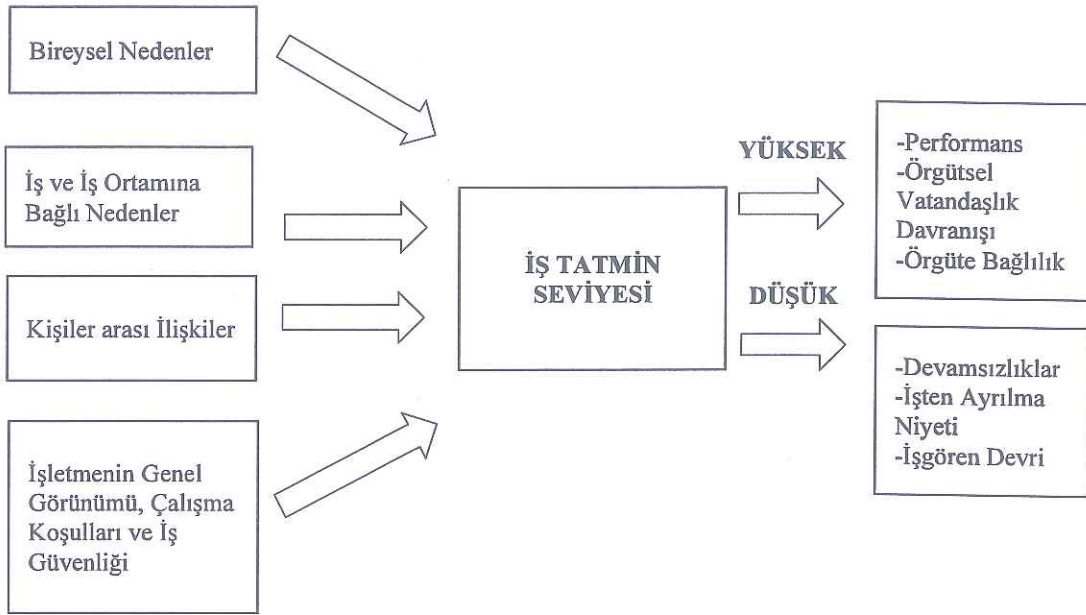 Bireysel Nedenler
İş ve İş Ortamına
Bağlı Nedenler
Kişiler arası İlişkiler
İşletmenin Genel
Görünümü, Çalışma
Koşulları ve İş
Güvenliği
İŞ TATMİN
SEVİYESİ
YÜKSEK
DÜŞÜK
-Performans
-Örgütsel
Vatandaşlık
Davranışı
-Örgüte Bağlılık
-Devamsızlıklar
-İşten Ayrılma
Niyeti
-İşgören Devri